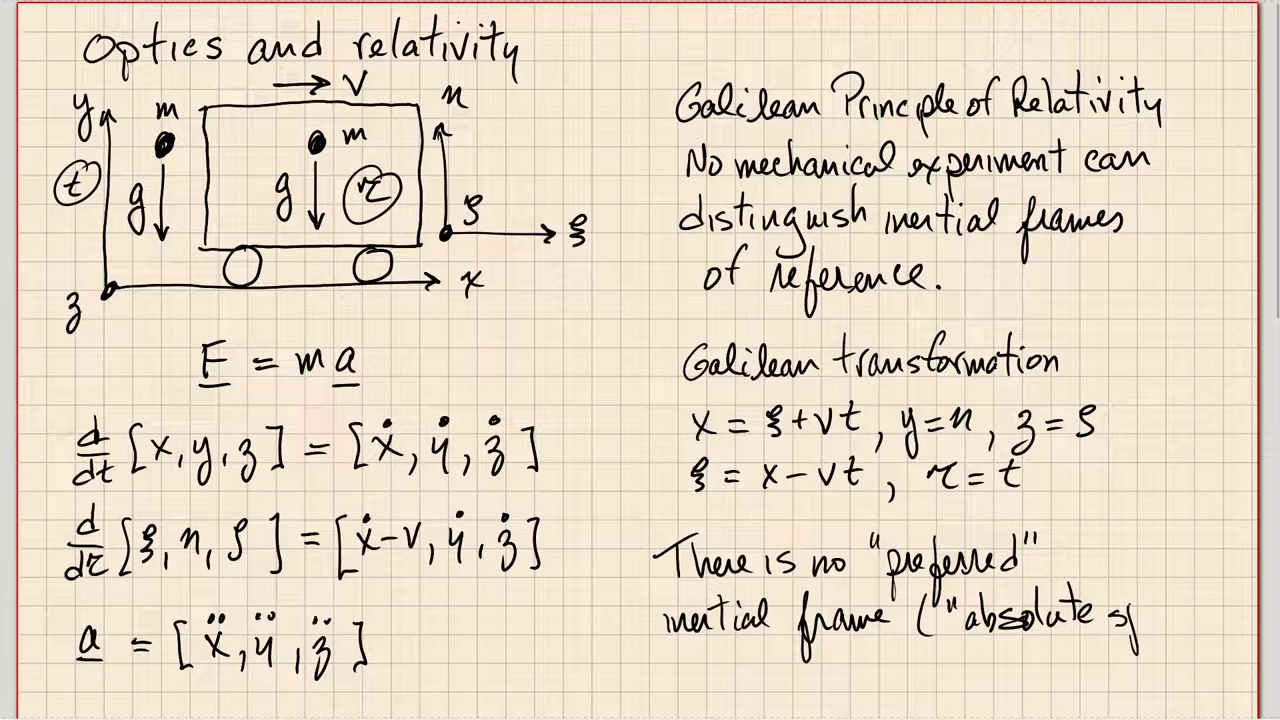 Optics and relativity
→ v
y
m
η
m
t
g
g
τ
ζ
ξ
x
z
F = m a
d/dt [x, y, z] = [ẋ, ẏ, ż]
d/dτ [ξ, η, ζ] = [ẋ-v, ẏ, ż]
a = [ẍ, ÿ, z̈]
Galilean Principle of Relativity
No mechanical experiment can
distinguish inertial frames
of reference.
Galilean transformation
x = ξ+vt, y=η, z=ζ
ξ = x-vt, τ=t
There is no "preferred"
inertial frame ("absolute